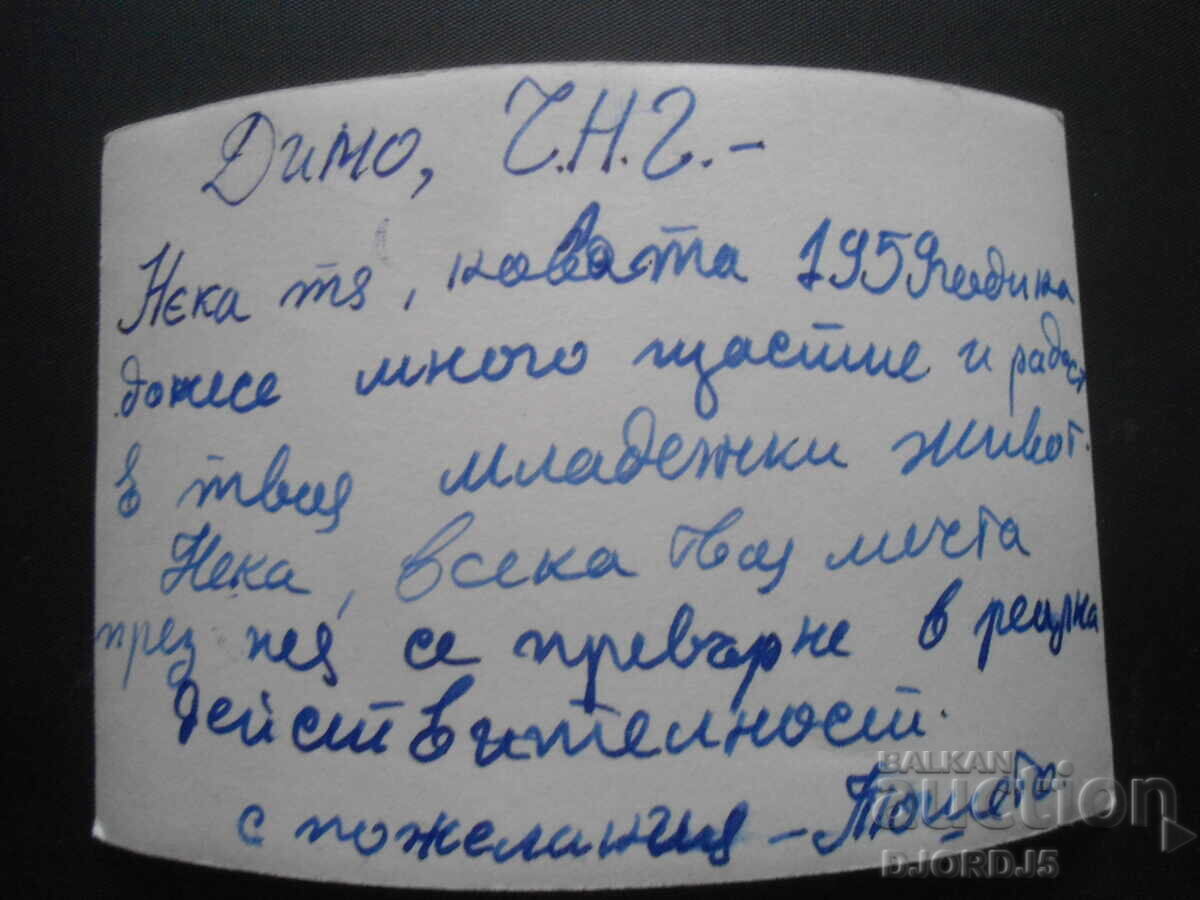 Димо, Ч.Н.Г.-
Нека тя, новата 1959 година
донесе много щастие и радост
в твоя младежки живот.
Нека, всяка твоя мечта
през нея се превърне в реална
действителност.
с пожелания -
BALKAN
auction
DJORDJ5